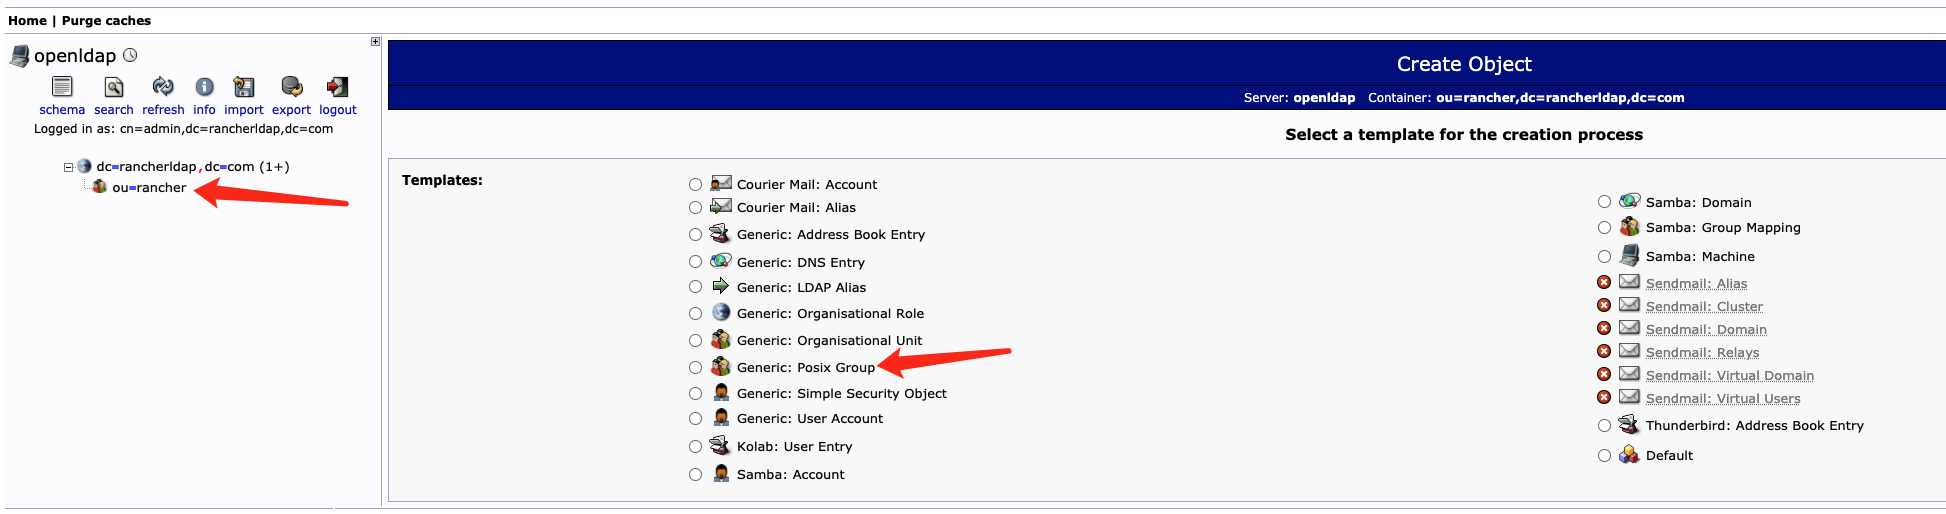 Home | Purge caches
openldap
schema search refresh info import export logout
Logged in as: cn=admin,dc=rancherldap,dc=com
dc=rancherldap,dc=com (1+)
ou=rancher
Create Object
Server: openldap Container: ou=rancher,dc=rancherldap,dc=com
Select a template for the creation process
Templates:
Courier Mail: Account
Courier Mail: Alias
Generic: Address Book Entry
Generic: DNS Entry
Generic: LDAP Alias
Generic: Organisational Role
Generic: Organisational Unit
Generic: Posix Group
Generic: Simple Security Object
Generic: User Account
Kolab: User Entry
Samba: Account
Samba: Domain
Samba: Group Mapping
Samba: Machine
Sendmail: Alias
Sendmail: Cluster
Sendmail: Domain
Sendmail: Relays
Sendmail: Virtual Domain
Sendmail: Virtual Users
Thunderbird: Address Book Entry
Default